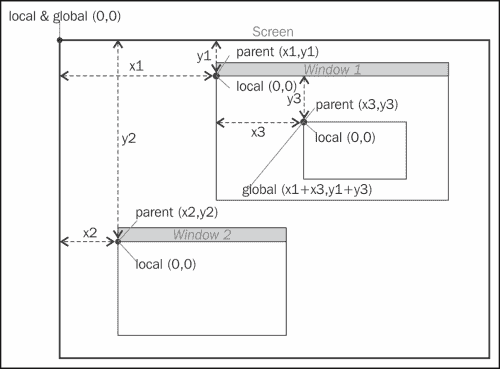 local & global (0,0)
Screen
y1
parent (x1,y1)
x1
Window 1
local (0,0)
y3
parent (x3,y3)
x3
local (0,0)
y2
global (x1+x3,y1+y3)
parent (x2,y2)
x2
Window 2
local (0,0)